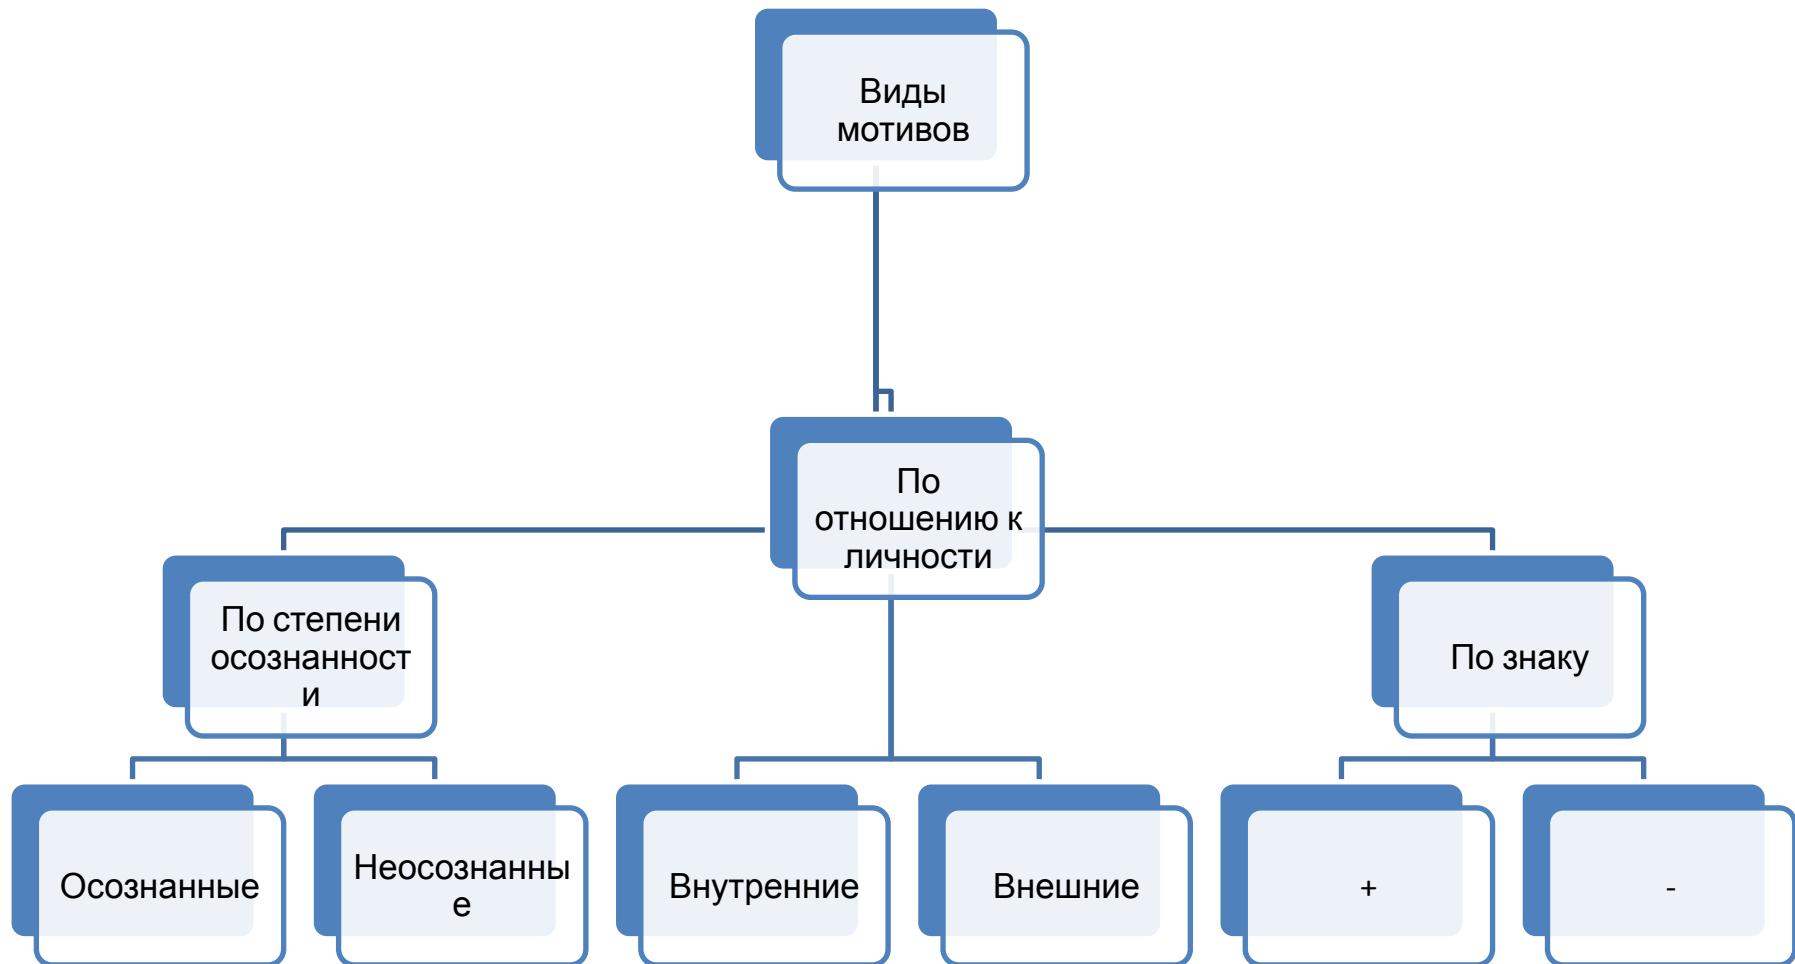 Виды
мотивов
По
отношению к
личности
По степени
осознанност
и
По знаку
Осознанные
Неосознанны
е
Внутренние
Внешние
+
-